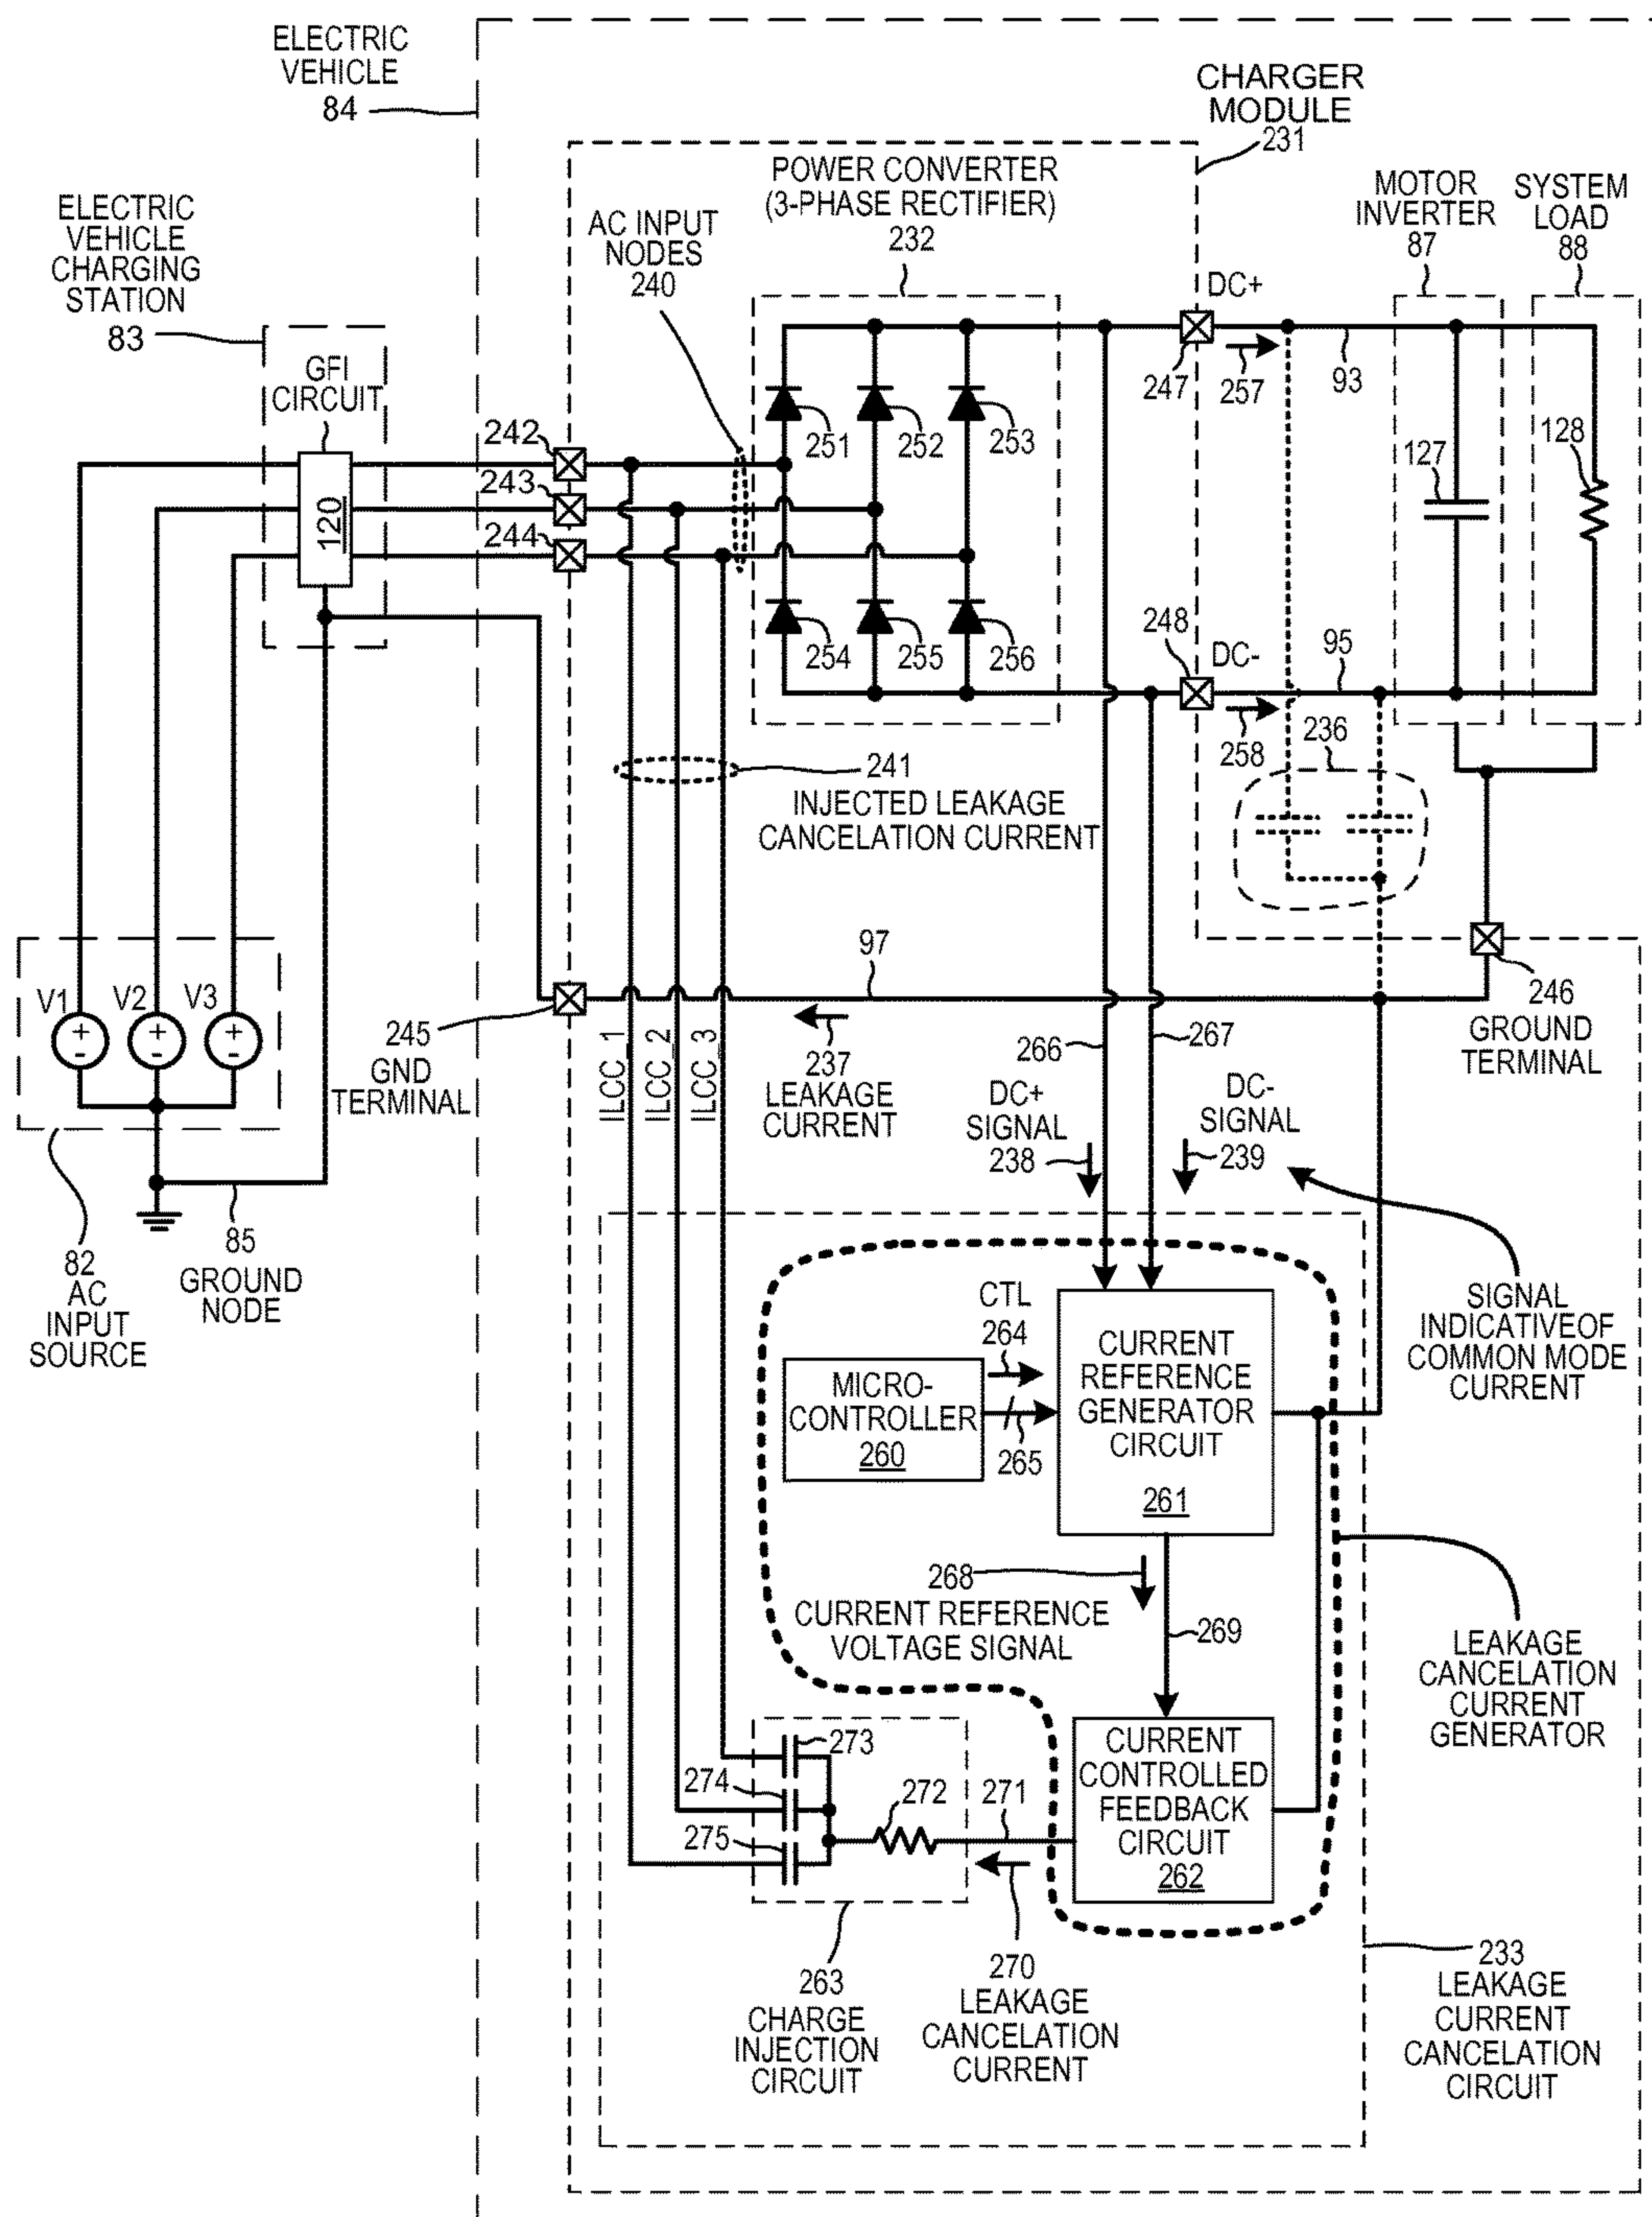 ELECTRIC
VEHICLE
84
CHARGER
MODULE
231
POWER CONVERTER
(3-PHASE RECTIFIER)
232
AC INPUT
NODES
240
MOTOR
INVERTER
87
SYSTEM
LOAD
88
ELECTRIC
VEHICLE
CHARGING
STATION
83
GFI
CIRCUIT
120
DC+
247
257
93
242
243
244
251
252
253
254
255
256
127
128
248
DC-
95
258
236
241
INJECTED LEAKAGE
CANCELATION CURRENT
V1
V2
V3
245
GND
TERMINAL
ILCC_1
ILCC_2
ILCC_3
97
237
LEAKAGE
CURRENT
266
267
DC+
SIGNAL
238
DC-
SIGNAL
239
246
GROUND
TERMINAL
82
AC
INPUT
SOURCE
85
GROUND
NODE
SIGNAL
INDICATIVEOF
COMMON MODE
CURRENT
CTL
264
MICRO-
CONTROLLER
260
265
CURRENT
REFERENCE
GENERATOR
CIRCUIT
261
268
CURRENT REFERENCE
VOLTAGE SIGNAL
269
LEAKAGE
CANCELATION
CURRENT
GENERATOR
273
274
275
272
271
CURRENT
CONTROLLED
FEEDBACK
CIRCUIT
262
263
CHARGE
INJECTION
CIRCUIT
270
LEAKAGE
CANCELATION
CURRENT
233
LEAKAGE
CURRENT
CANCELATION
CIRCUIT